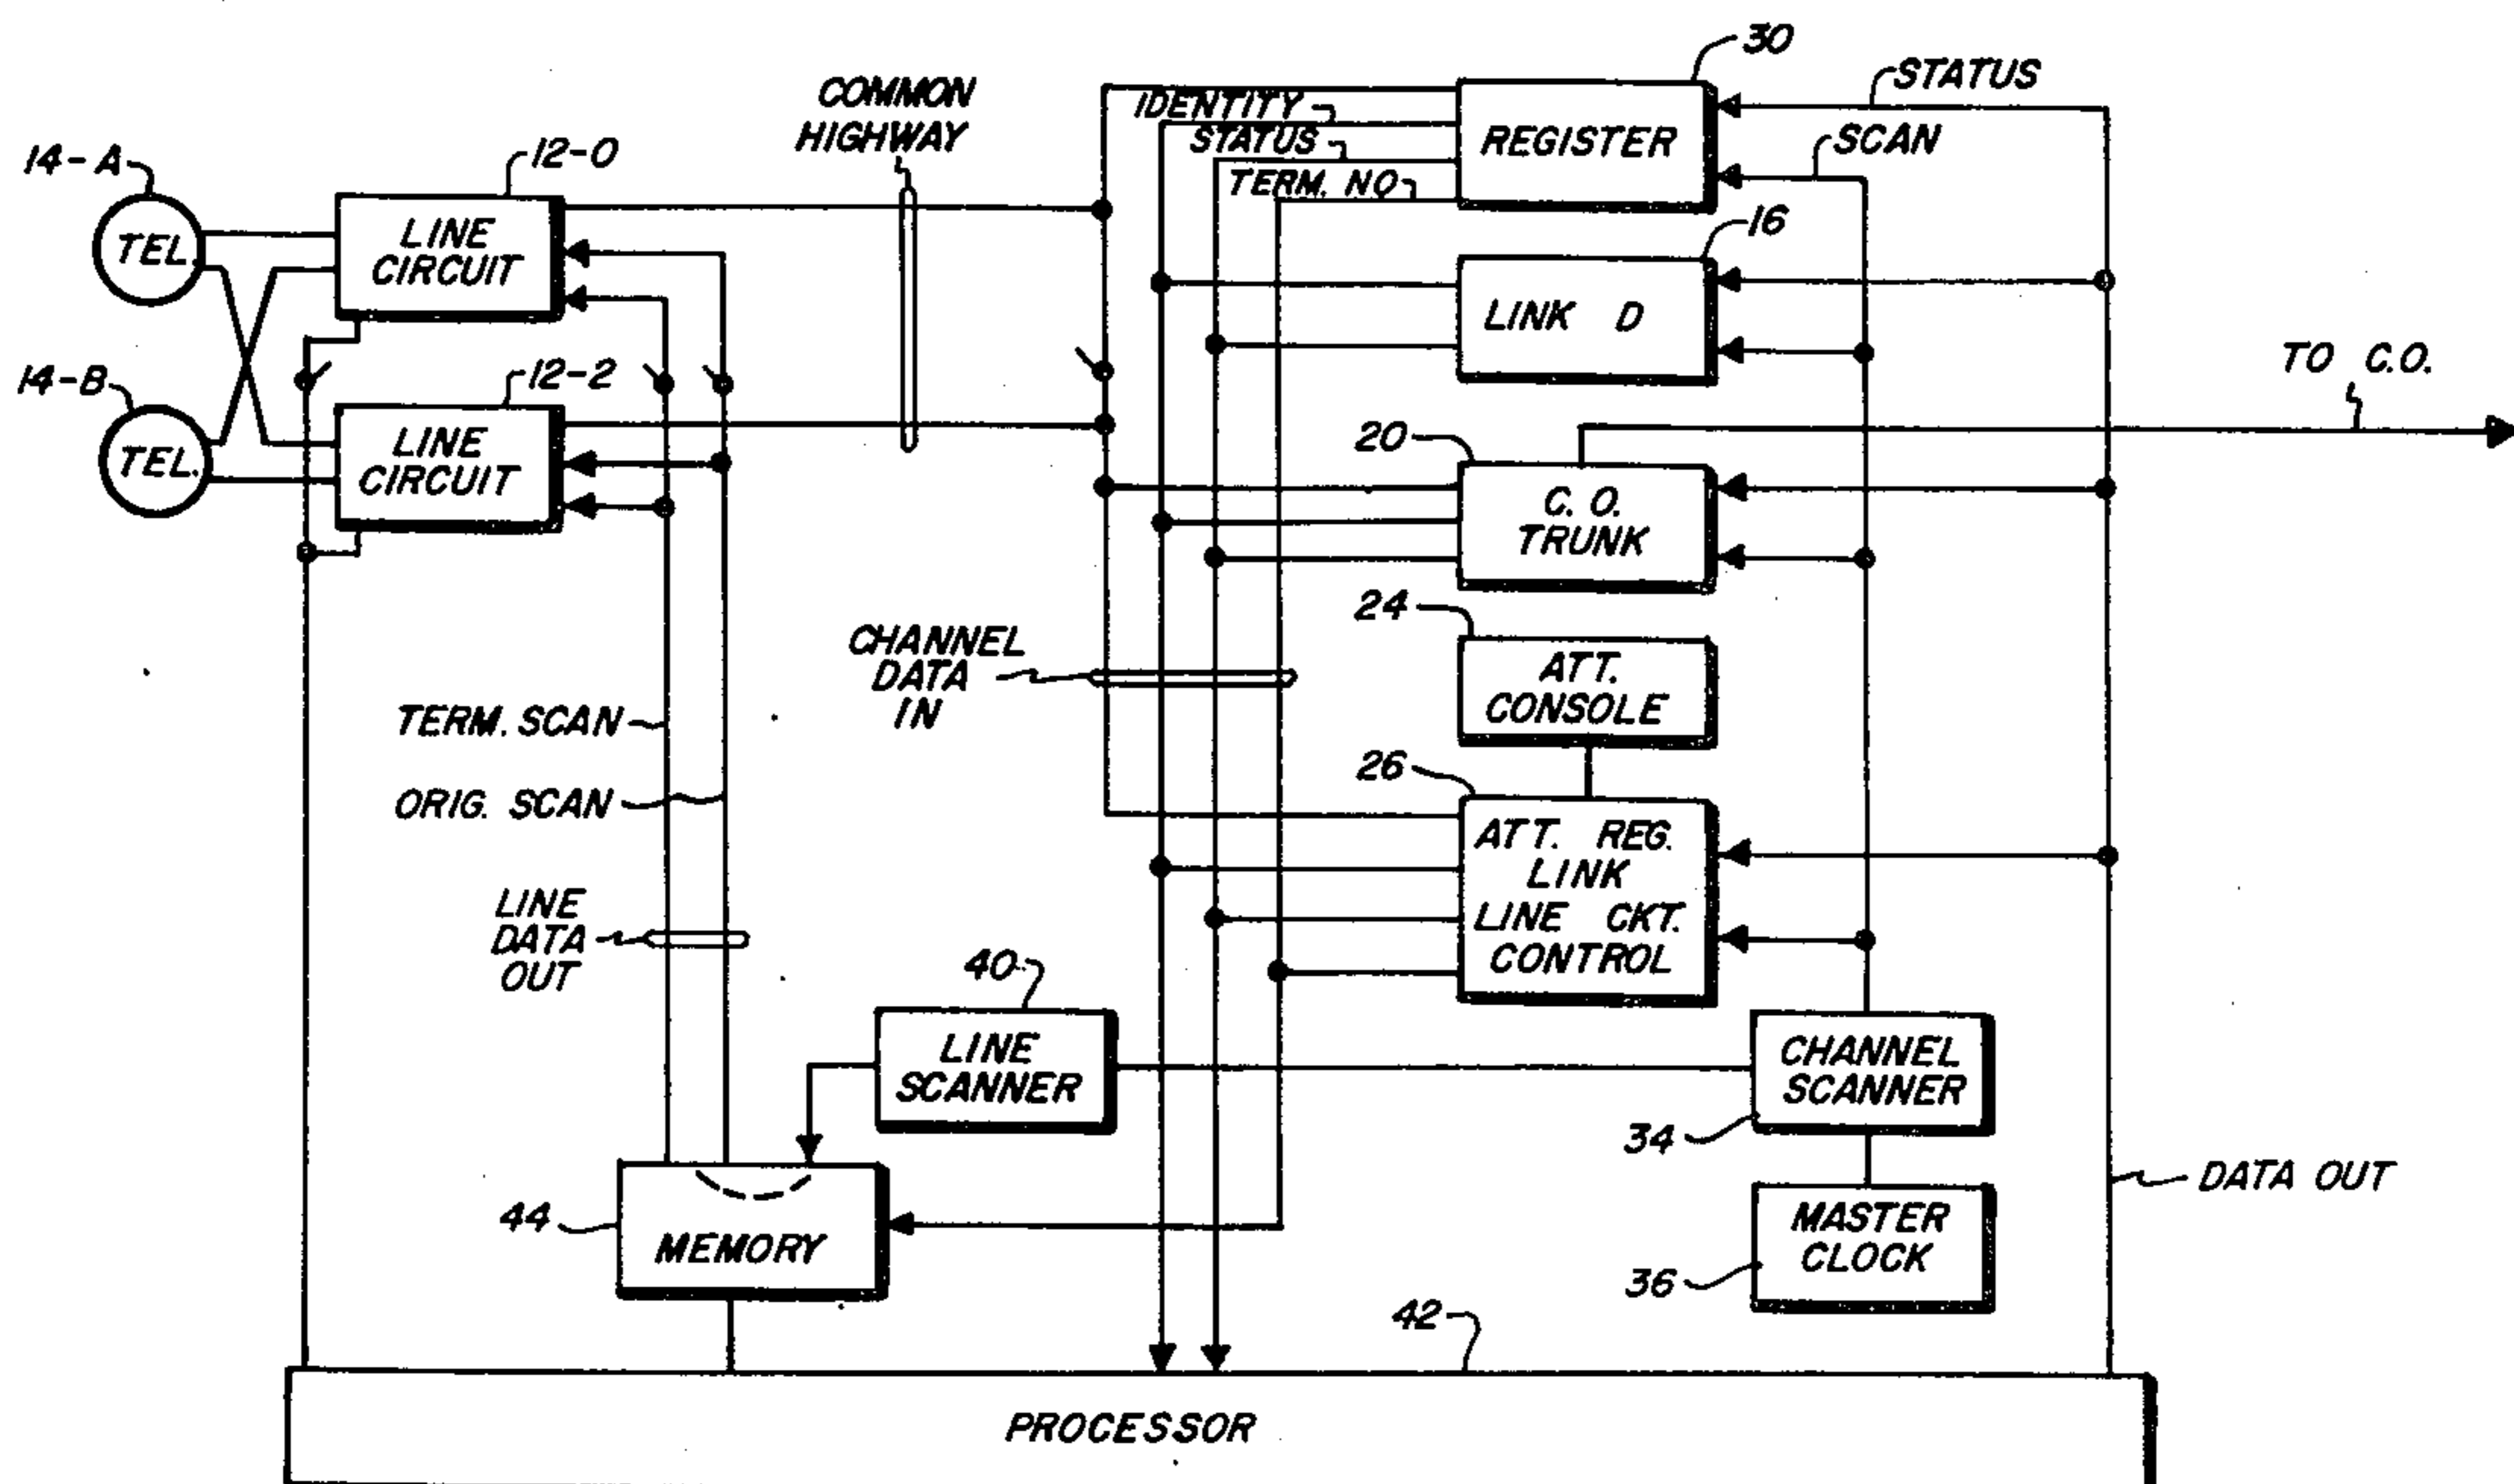 30
STATUS
COMMON
HIGHWAY
IDENTITY
STATUS
TERM. NO
REGISTER
SCAN
14-A
12-0
TEL.
LINE
CIRCUIT
16
LINK D
14-B
12-2
TEL.
LINE
CIRCUIT
TO C.O.
20
C. O.
TRUNK
24
ATT.
CONSOLE
CHANNEL
DATA
IN
TERM. SCAN
ORIG. SCAN
26
ATT. REG.
LINK
LINE CKT.
CONTROL
LINE
DATA
OUT
40
LINE
SCANNER
CHANNEL
SCANNER
34
44
MEMORY
MASTER
CLOCK
36
DATA OUT
42
PROCESSOR